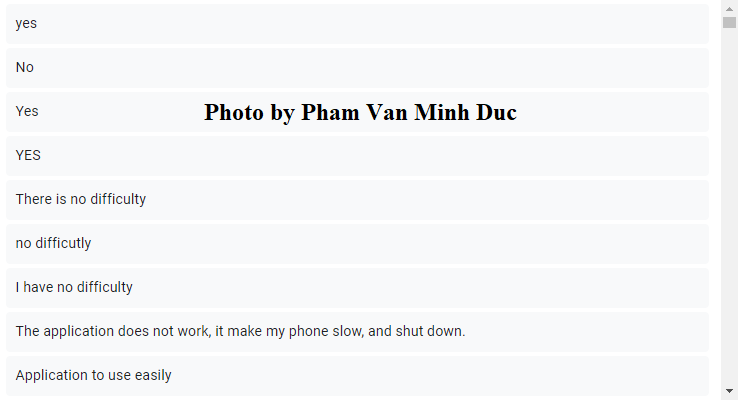 yes
No
Yes
Photo by Pham Van Minh Duc
YES
There is no difficulty
no difficutly
I have no difficulty
The application does not work, it make my phone slow, and shut down.
Application to use easily